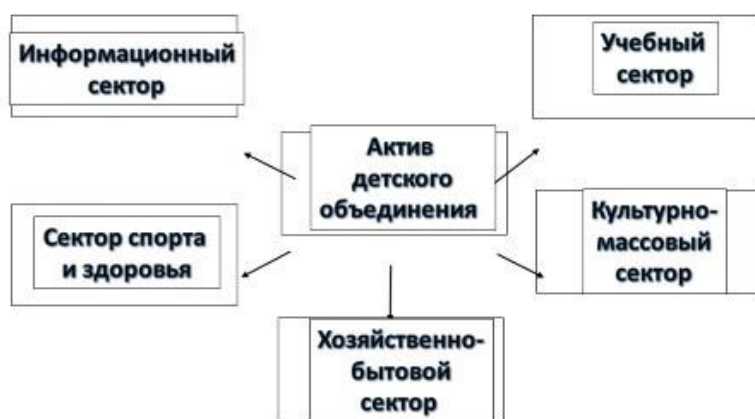 Информационный
сектор
Учебный
сектор
Актив
детского
объединения
Сектор спорта
и здоровья
Культурно-
массовый
сектор
Хозяйственно-
бытовой
сектор